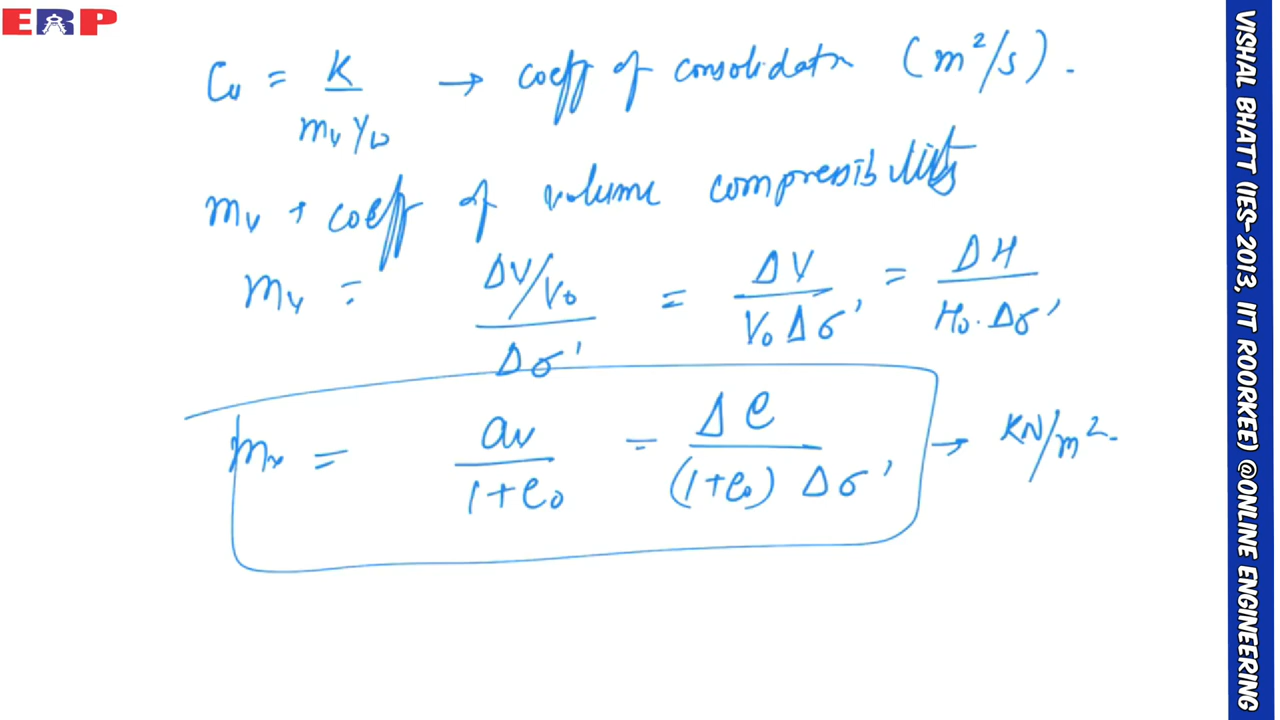 ERP
Cv = K / mv γw → coeff of consolidatn (m²/s).
mv → coeff of volume compressibility
mv = ΔV/V₀ / Δσ' = ΔV / V₀ Δσ' = ΔH / H₀·Δσ'
mv = av / 1+e₀ = Δe / (1+e₀) Δσ' → KN/m².
VISHAL BHATT (IES-2013, IIT ROORKEE) @ONLINE ENGINEERING